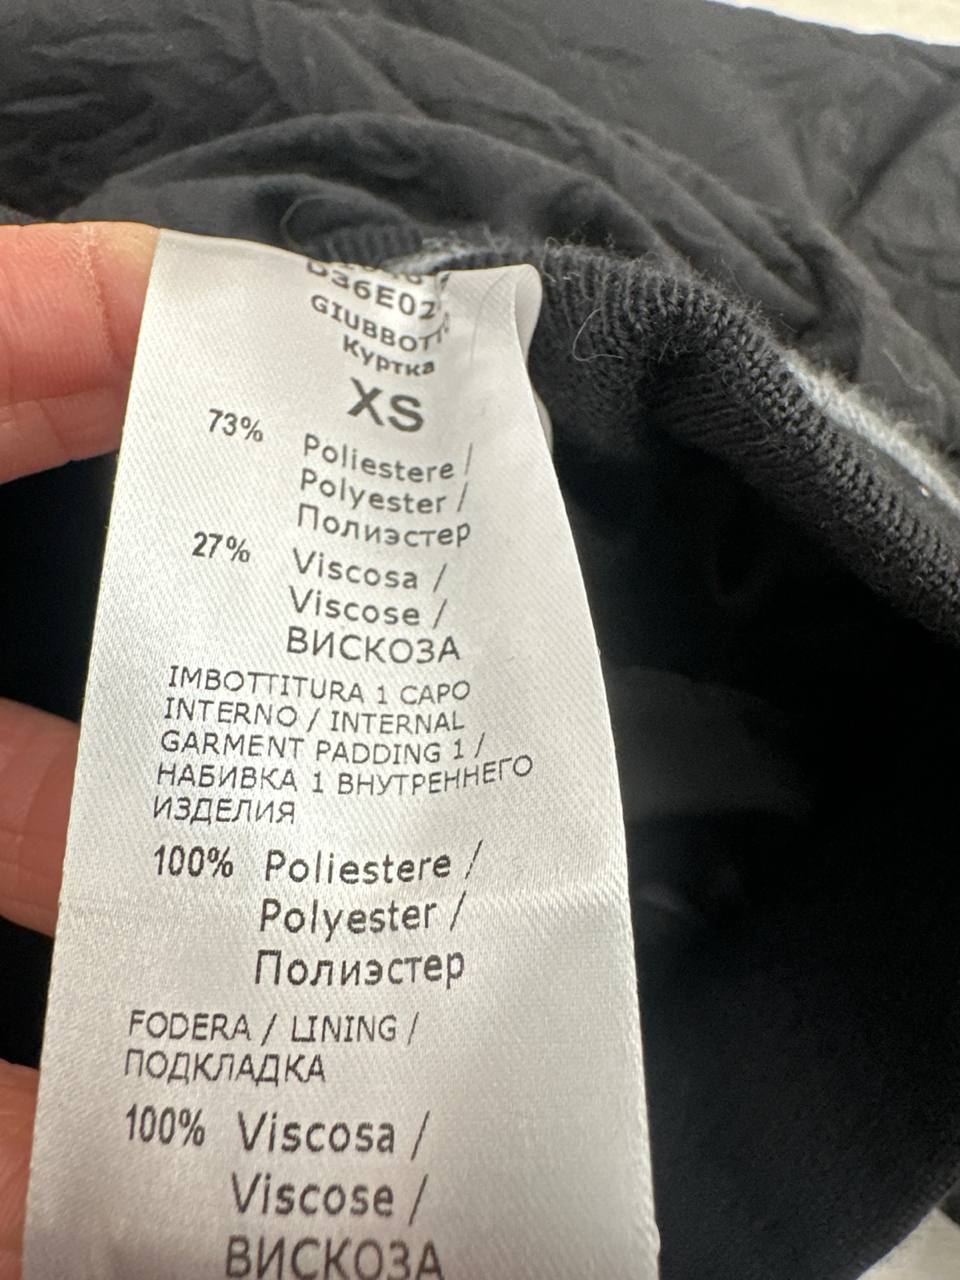 D36E02
GIUBBOTT
Куртка
XS
73% Poliestere /
Polyester /
Полиэстер
27% Viscosa /
Viscose /
ВИСКОЗА
IMBOTTITURA 1 CAPO
INTERNO / INTERNAL
GARMENT PADDING 1 /
НАБИВКА 1 ВНУТРЕННЕГО
ИЗДЕЛИЯ
100% Poliestere /
Polyester /
Полиэстер
FODERA / LINING /
ПОДКЛАДКА
100% Viscosa /
Viscose /
ВИСКОЗА